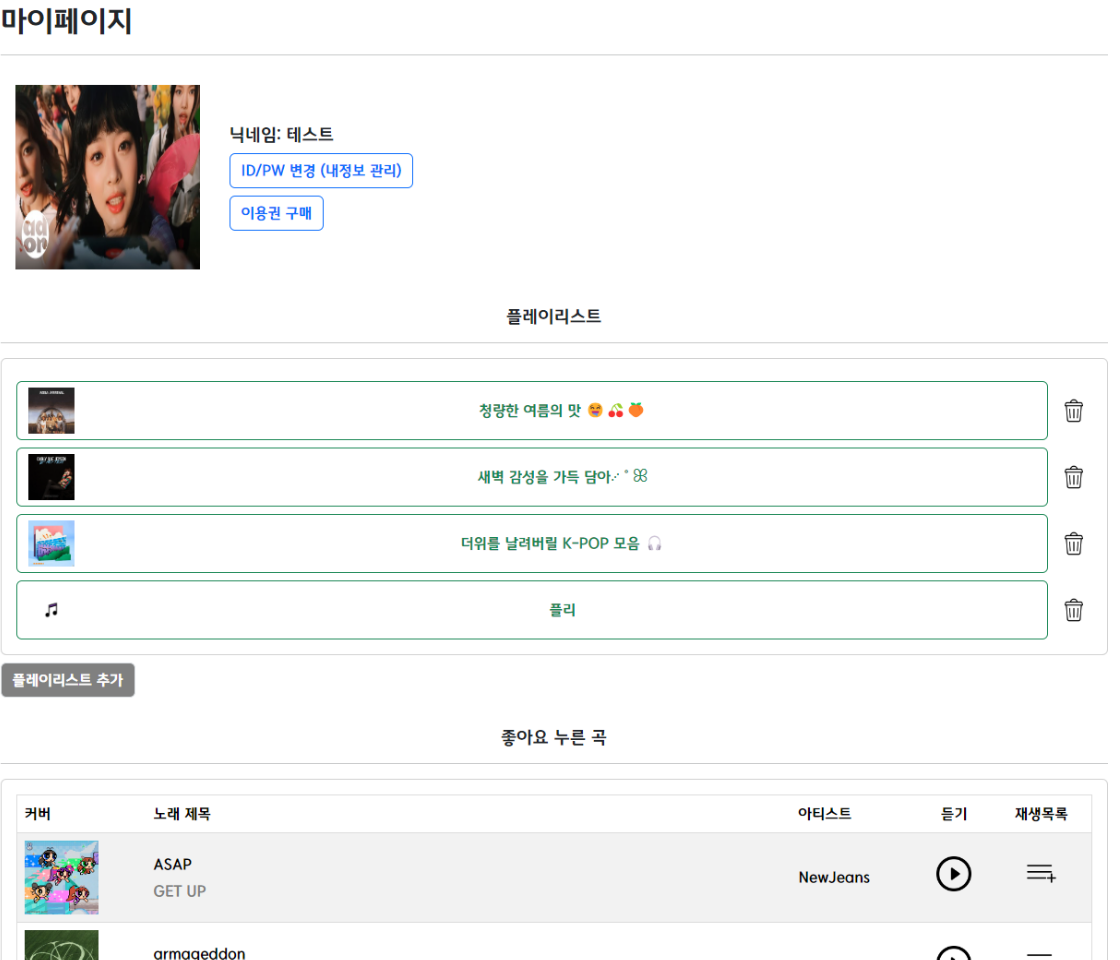 마이페이지
ad
or
닉네임: 테스트
ID/PW 변경 (내정보 관리)
이용권 구매
플레이리스트
청량한 여름의 맛 😝 🍒 🍑
새벽 감성을 가득 담아.·˚ ꕤ
더위를 날려버릴 K-POP 모음 🎧
플리
플레이리스트 추가
좋아요 누른 곡
커버 노래 제목 아티스트 듣기 재생목록
ASAP
GET UP
NewJeans
armageddon